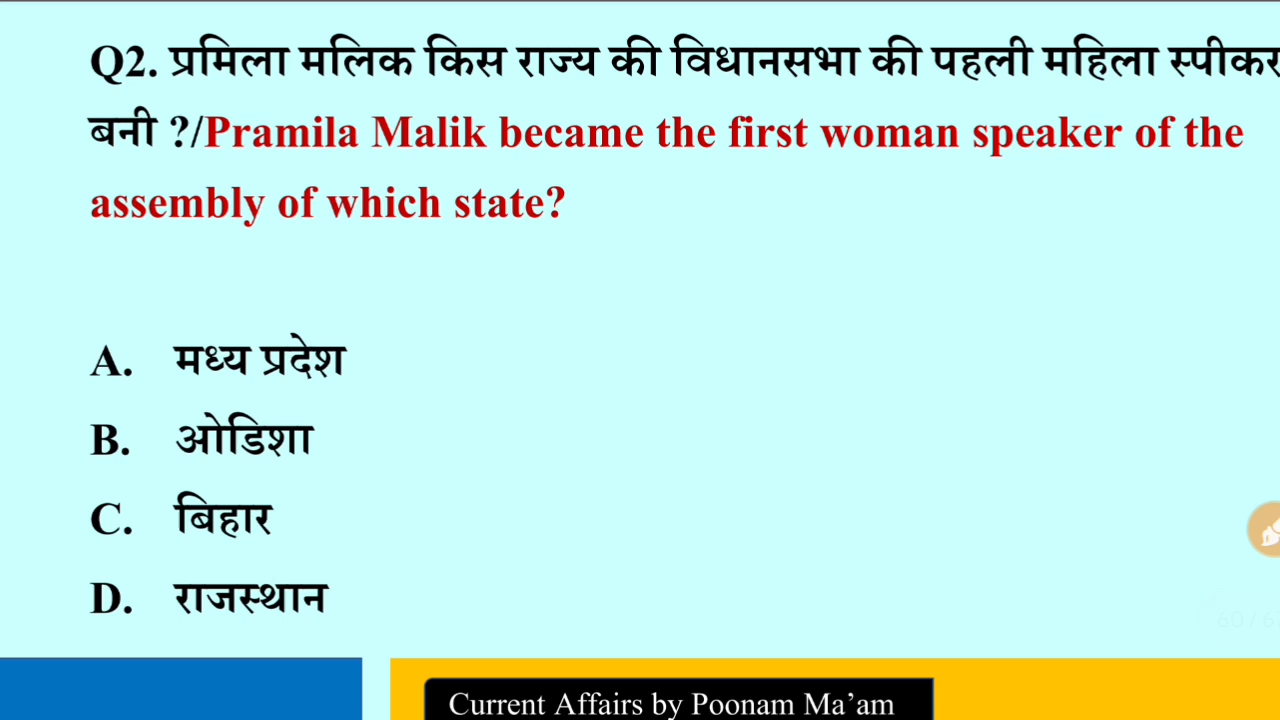 Q2. प्रमिला मलिक किस राज्य की विधानसभा की पहली महिला स्पीकर
बनी ?/Pramila Malik became the first woman speaker of the
assembly of which state?
A. मध्य प्रदेश
B. ओडिशा
C. बिहार
D. राजस्थान
Current Affairs by Poonam Ma’am